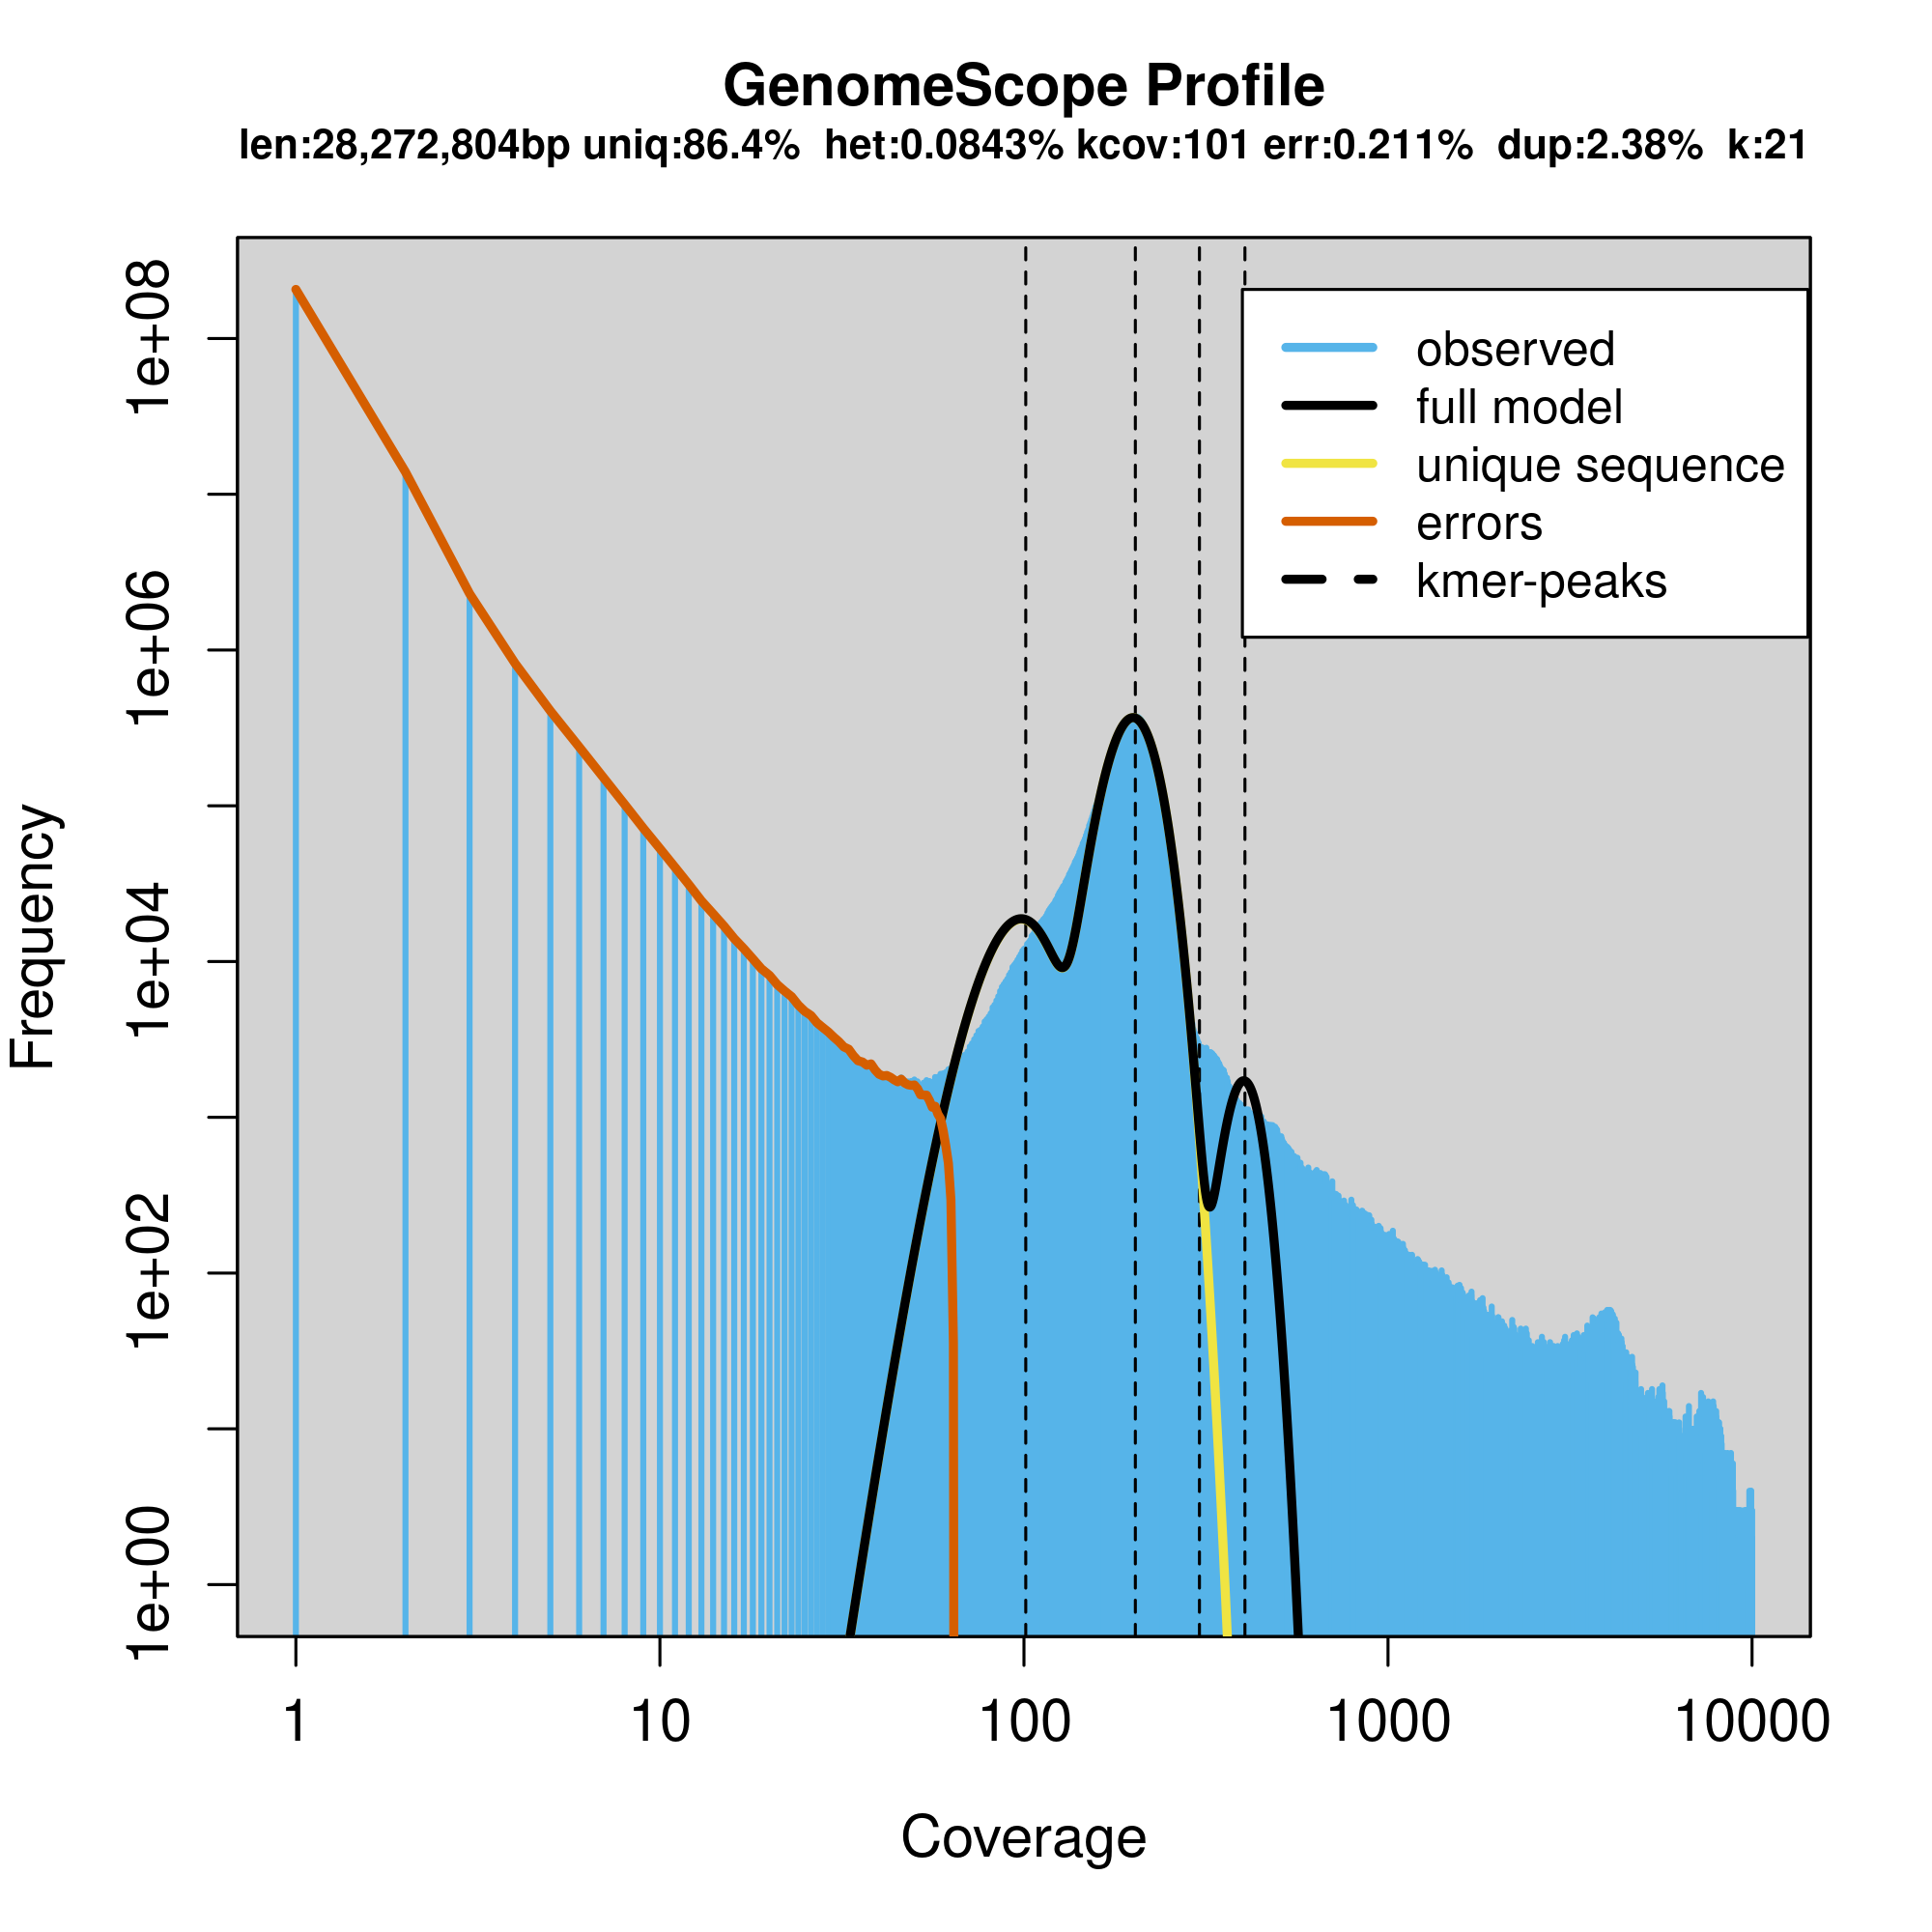 GenomeScope Profile
len:28,272,804bp uniq:86.4% het:0.0843% kcov:101 err:0.211% dup:2.38% k:21
observed
full model
unique sequence
errors
kmer-peaks
Frequency
1e+08
1e+06
1e+04
1e+02
1e+00
1 10 100 1000 10000
Coverage